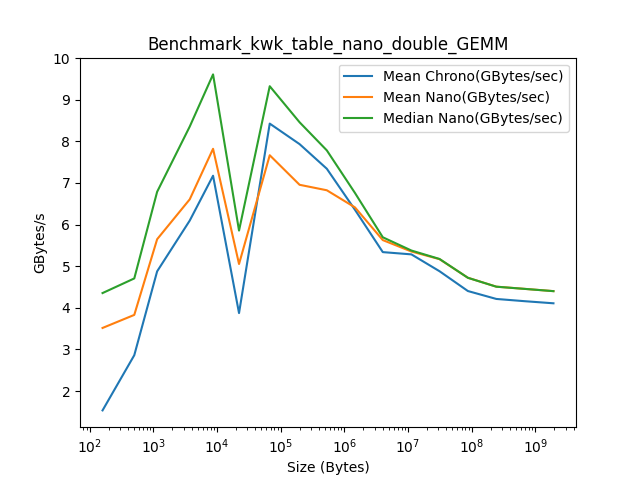 Benchmark_kwk_table_nano_double_GEMM
Mean Chrono(GBytes/sec)
Mean Nano(GBytes/sec)
Median Nano(GBytes/sec)
GBytes/s
10
9
8
7
6
5
4
3
2
10² 10³ 10⁴ 10⁵ 10⁶ 10⁷ 10⁸ 10⁹
Size (Bytes)